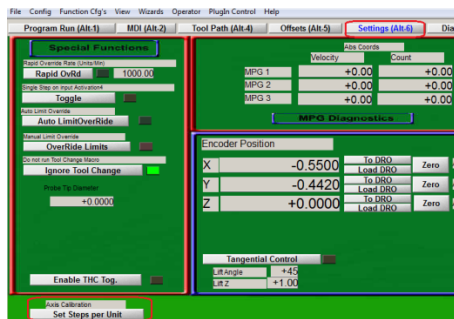 File Config Function Cfg's View Wizards Operator PlugIn Control Help
Program Run (Alt-1) MDI (Alt-2) Tool Path (Alt-4) Offsets (Alt-5) Settings (Alt-6) Dia
Special Functions
Rapid Override Rate (Units/Min)
Rapid OvRd 1000.00
Single Step on Input Activation4
Toggle
Auto Limit Override
Auto LimitOverRide
Manual Limit Override
OverRide Limits
Do not run Tool Change Macro
Ignore Tool Change
Probe Tip Diameter
+0.0000
Enable THC Tog.
Axis Calibration
Set Steps per Unit
Abs Coords
Velocity Count
MPG 1 +0.00 +0.00
MPG 2 +0.00 +0.00
MPG 3 +0.00 +0.00
MPG Diagnostics
Encoder Position
X -0.5500 To DRO Load DRO Zero
Y -0.4420 To DRO Load DRO Zero
Z +0.0000 To DRO Load DRO Zero
Tangential Control
Lift Angle +45
Lift Z +1.00